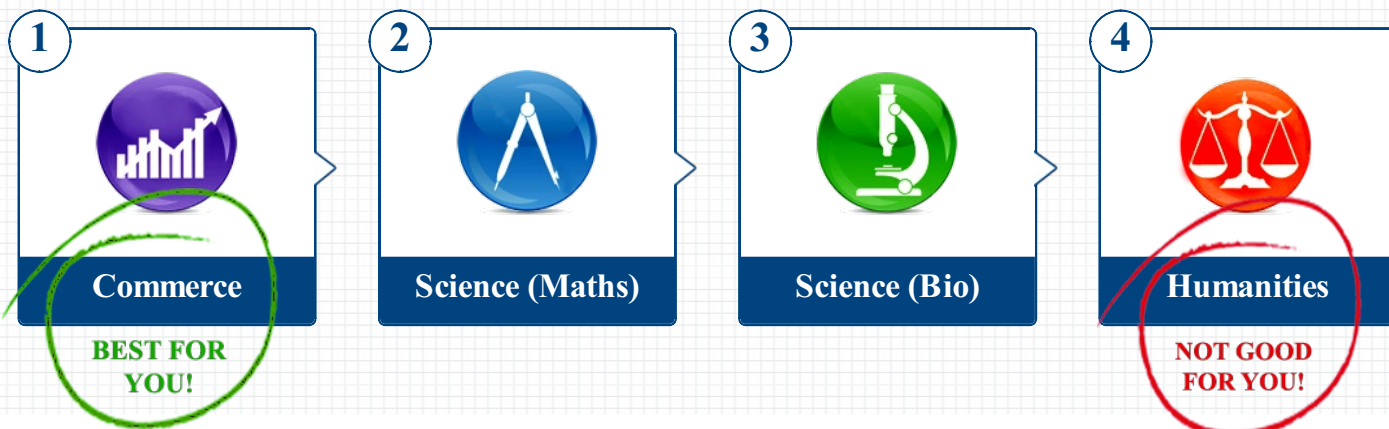 1
2
3
4
Commerce
Science (Maths)
Science (Bio)
Humanities
BEST FOR
YOU!
NOT GOOD
FOR YOU!